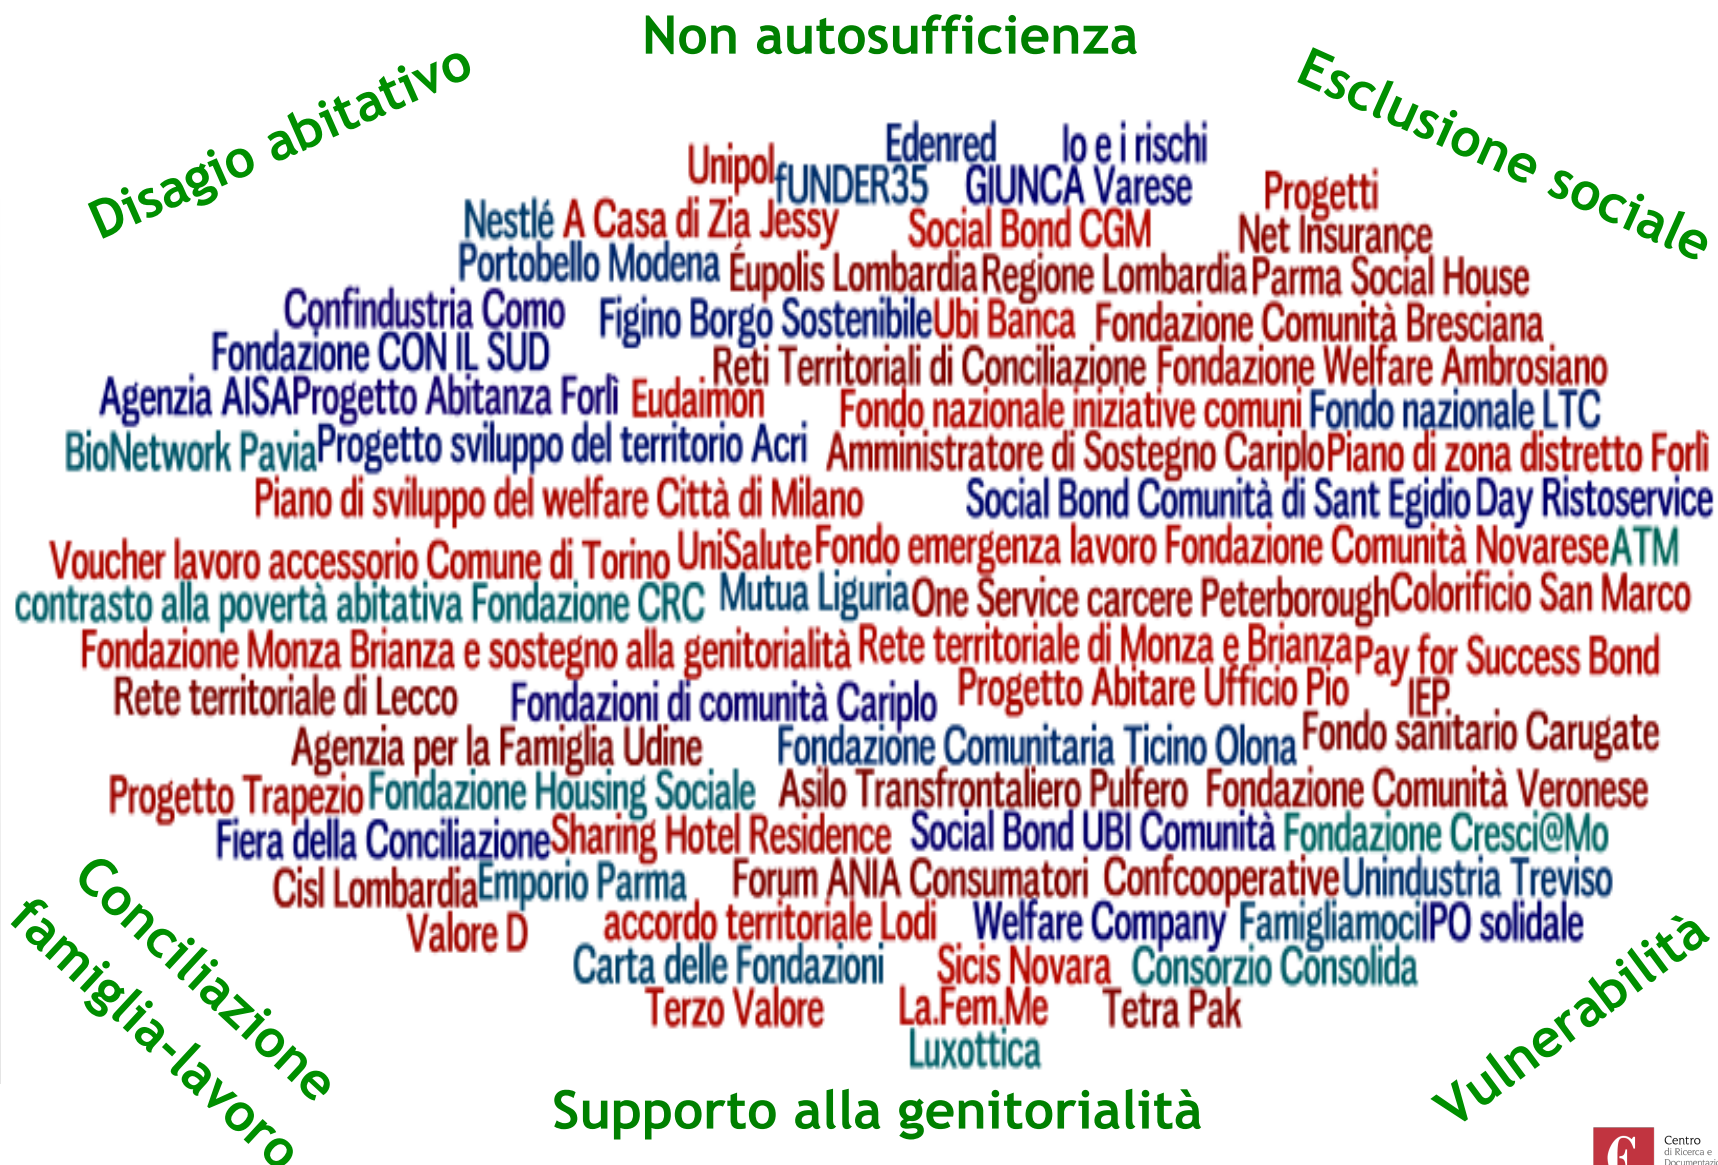 Non autosufficienza
Disagio abitativo
Esclusione sociale
Edenred Io e i rischi
Unipol fUNDER35 GIUNCA Varese Progetti
Nestlé A Casa di Zia Jessy Social Bond CGM Net Insurance
Portobello Modena Éupolis Lombardia Regione Lombardia Parma Social House
Confindustria Como Figino Borgo Sostenibile Ubi Banca Fondazione Comunità Bresciana
Fondazione CON IL SUD Reti Territoriali di Conciliazione Fondazione Welfare Ambrosiano
Agenzia AISA Progetto Abitanza Forlì Eudaimon Fondo nazionale iniziative comuni Fondo nazionale LTC
BioNetwork Pavia Progetto sviluppo del territorio Acri Amministratore di Sostegno Cariplo Piano di zona distretto Forlì
Piano di sviluppo del welfare Città di Milano Social Bond Comunità di Sant Egidio Day Ristoservice
Voucher lavoro accessorio Comune di Torino UniSalute Fondo emergenza lavoro Fondazione Comunità Novarese ATM
contrasto alla povertà abitativa Fondazione CRC Mutua Liguria One Service carcere Peterborough Colorificio San Marco
Fondazione Monza Brianza e sostegno alla genitorialità Rete territoriale di Monza e Brianza Pay for Success Bond
Rete territoriale di Lecco Fondazioni di comunità Cariplo Progetto Abitare Ufficio Pio IEP
Agenzia per la Famiglia Udine Fondazione Comunitaria Ticino Olona Fondo sanitario Carugate
Progetto Trapezio Fondazione Housing Sociale Asilo Transfrontaliero Pulfero Fondazione Comunità Veronese
Fiera della Conciliazione Sharing Hotel Residence Social Bond UBI Comunità Fondazione Cresci@Mo
Cisl Lombardia Emporio Parma Forum ANIA Consumatori Confcooperative Unindustria Treviso
Valore D accordo territoriale Lodi Welfare Company Famigliamoci IPO solidale
Carta delle Fondazioni Sicis Novara Consorzio Consolida
Terzo Valore La.Fem.Me Tetra Pak
Luxottica
Conciliazione
famiglia-lavoro
Supporto alla genitorialità
Vulnerabilità
Centro
di Ricerca e